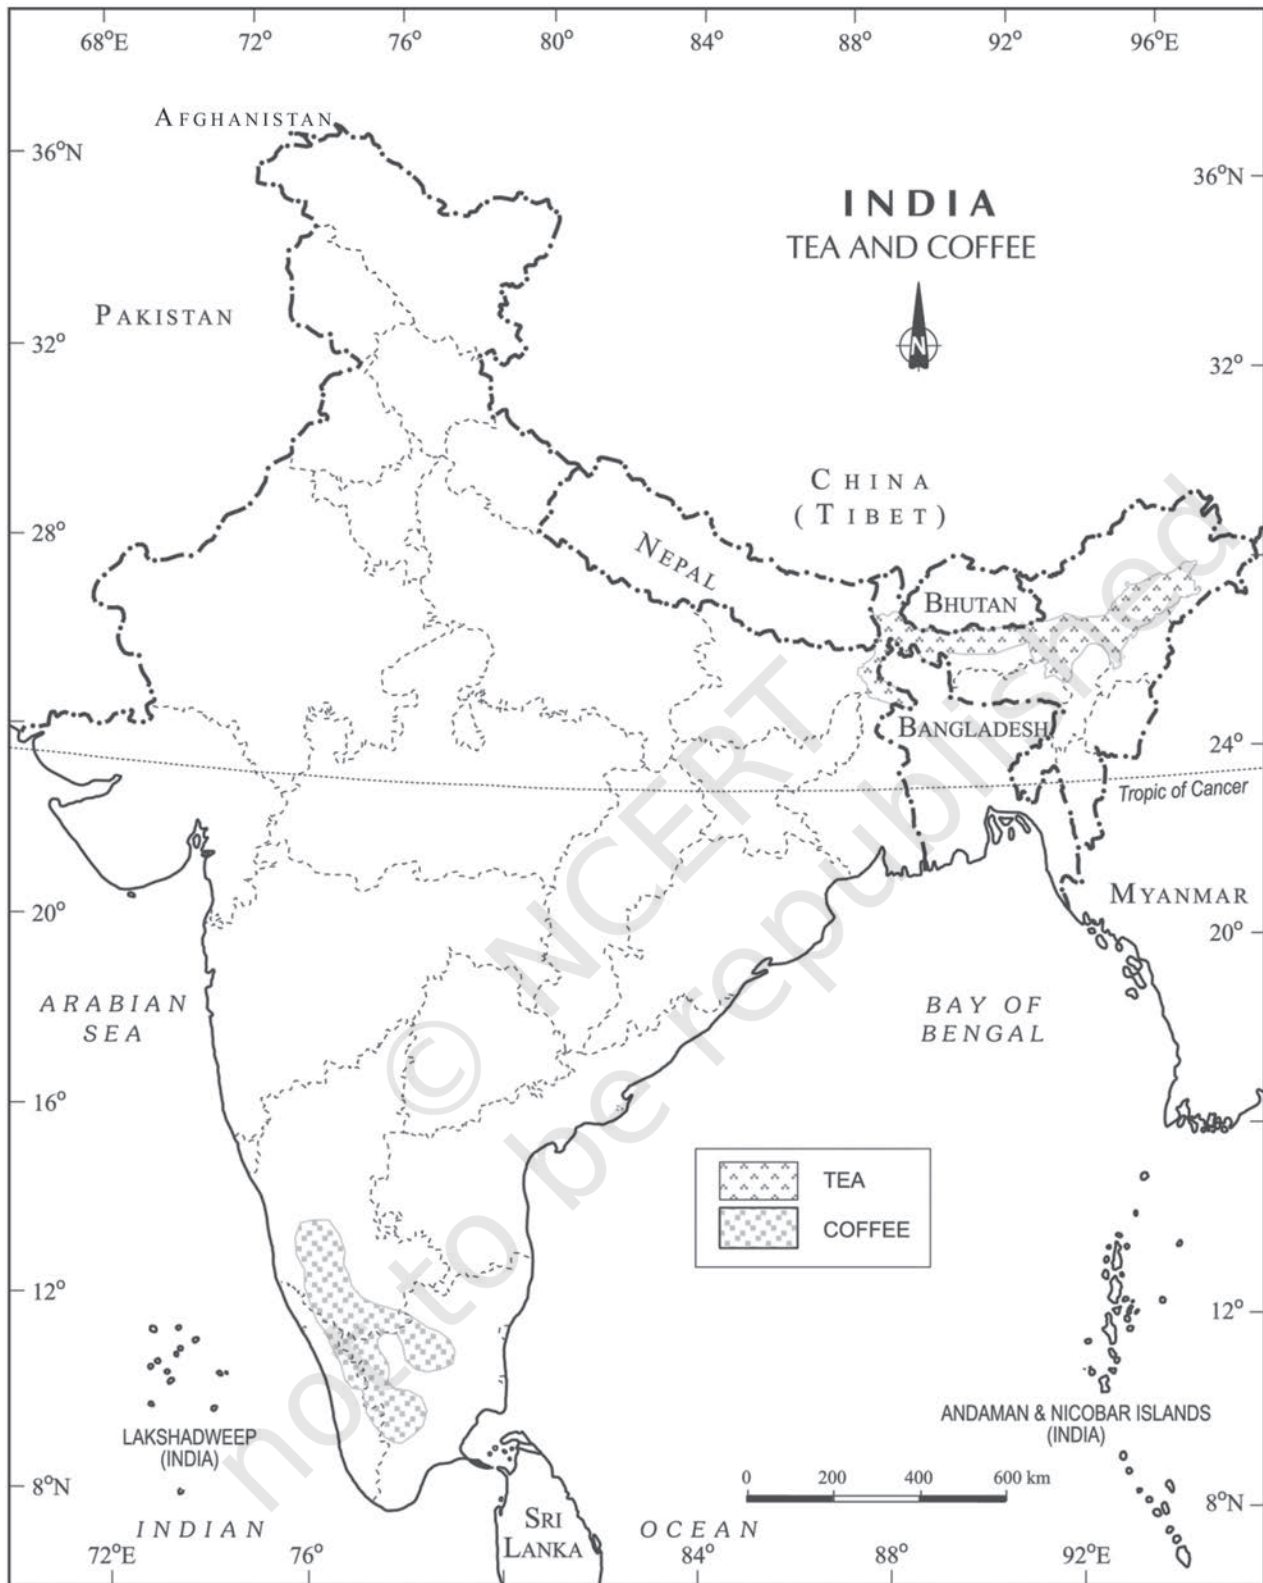 68°E 72° 76° 80° 84° 88° 92° 96°E
AFGHANISTAN
36°N
36°N
INDIA
TEA AND COFFEE
N
PAKISTAN
32°
32°
CHINA
(TIBET)
28°
NEPAL
BHUTAN
BANGLADESH
24°
Tropic of Cancer
MYANMAR
20°
20°
ARABIAN
SEA
BAY OF
BENGAL
© NCERT
not to be republished
16°
TEA
COFFEE
12°
12°
LAKSHADWEEP
(INDIA)
ANDAMAN & NICOBAR ISLANDS
(INDIA)
0 200 400 600 km
8°N
8°N
SRI
LANKA
INDIAN OCEAN
72°E 76° 84° 88° 92°E